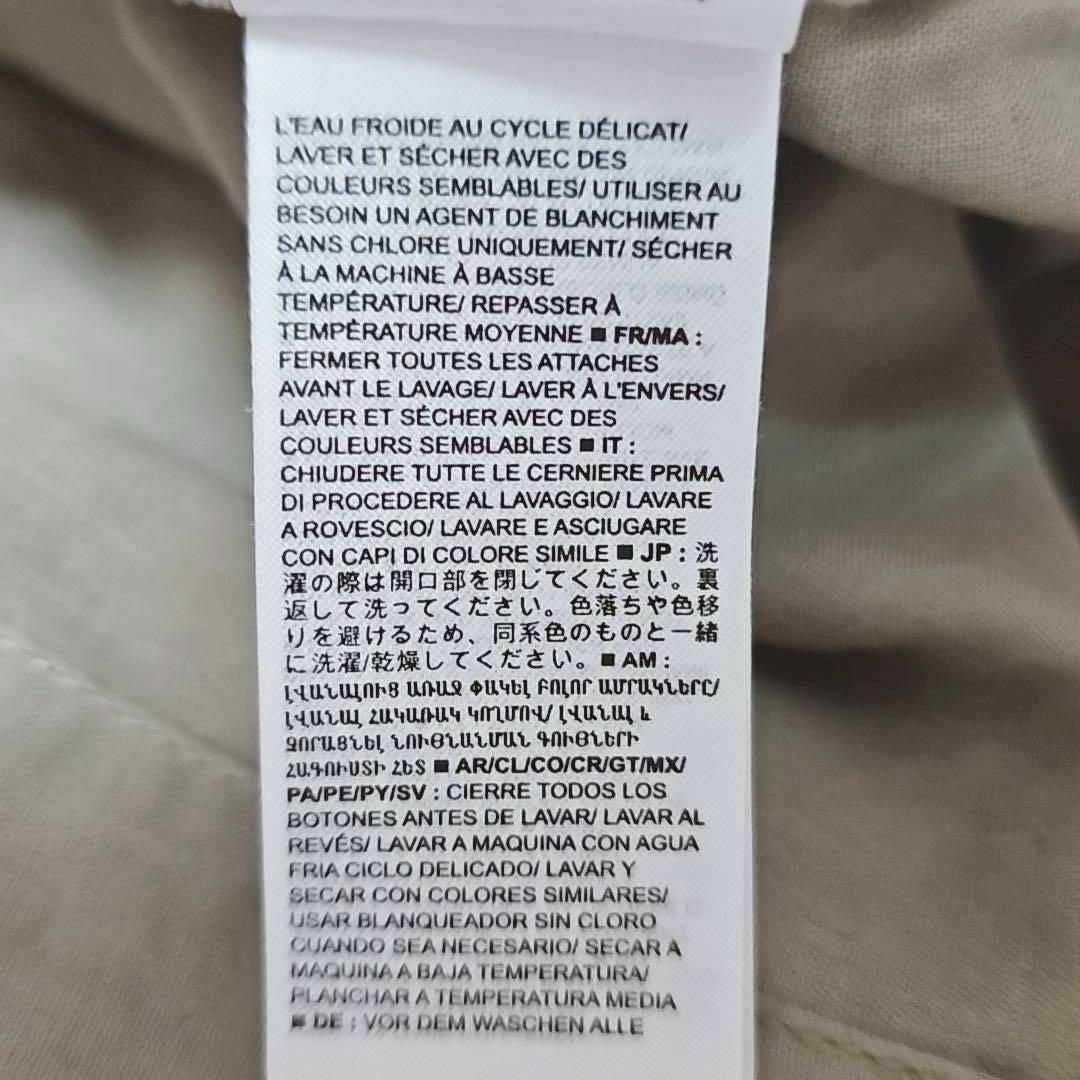 L'EAU FROIDE AU CYCLE DÉLICAT/
LAVER ET SÉCHER AVEC DES
COULEURS SEMBLABLES/ UTILISER AU
BESOIN UN AGENT DE BLANCHIMENT
SANS CHLORE UNIQUEMENT/ SÉCHER
À LA MACHINE À BASSE
TEMPÉRATURE/ REPASSER À
TEMPÉRATURE MOYENNE ■ FR/MA :
FERMER TOUTES LES ATTACHES
AVANT LE LAVAGE/ LAVER À L'ENVERS/
LAVER ET SÉCHER AVEC DES
COULEURS SEMBLABLES ■ IT :
CHIUDERE TUTTE LE CERNIERE PRIMA
DI PROCEDERE AL LAVAGGIO/ LAVARE
A ROVESCIO/ LAVARE E ASCIUGARE
CON CAPI DI COLORE SIMILE ■ JP : 洗
濯の際は開口部を閉じてください。裏
返して洗ってください。色落ちや色移
りを避けるため、同系色のものと一緒
に洗濯/乾燥してください。■ AM :
ԼՎԱՆԱԼՈՒՑ ԱՌԱՋ ՓԱԿԵԼ ԲՈԼՈՐ ԱՄՐԱԿՆԵՐԸ/
ԼՎԱՆԱԼ ՀԱԿԱՌԱԿ ԿՈՂՄՈՎ/ ԼՎԱՆԱԼ և
ՉՈՐԱՑՆԵԼ ՆՈՒՅՆԱՆՄԱՆ ԳՈՒՅՆԵՐԻ
ՀԱԳՈՒՍՏԻ ՀԵՏ ■ AR/CL/CO/CR/GT/MX/
PA/PE/PY/SV : CIERRE TODOS LOS
BOTONES ANTES DE LAVAR/ LAVAR AL
REVÉS/ LAVAR A MAQUINA CON AGUA
FRIA CICLO DELICADO/ LAVAR Y
SECAR CON COLORES SIMILARES/
USAR BLANQUEADOR SIN CLORO
CUANDO SEA NECESARIO/ SECAR A
MAQUINA A BAJA TEMPERATURA/
PLANCHAR A TEMPERATURA MEDIA
■ DE : VOR DEM WASCHEN ALLE